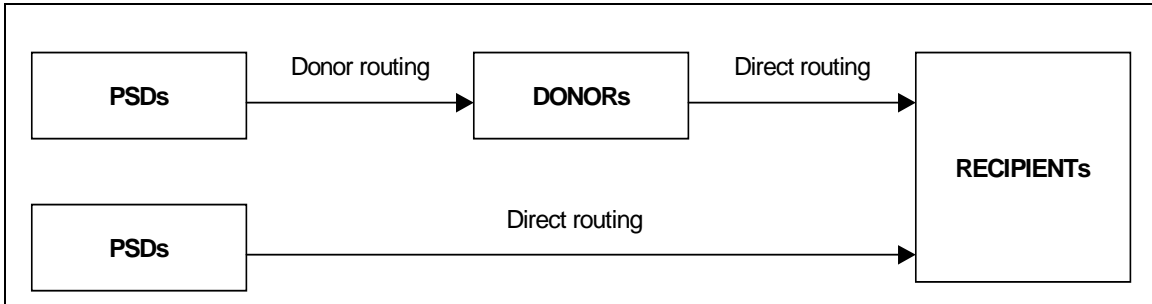 Donor routing
Direct routing
PSDs
DONORs
RECIPIENTs
Direct routing
PSDs